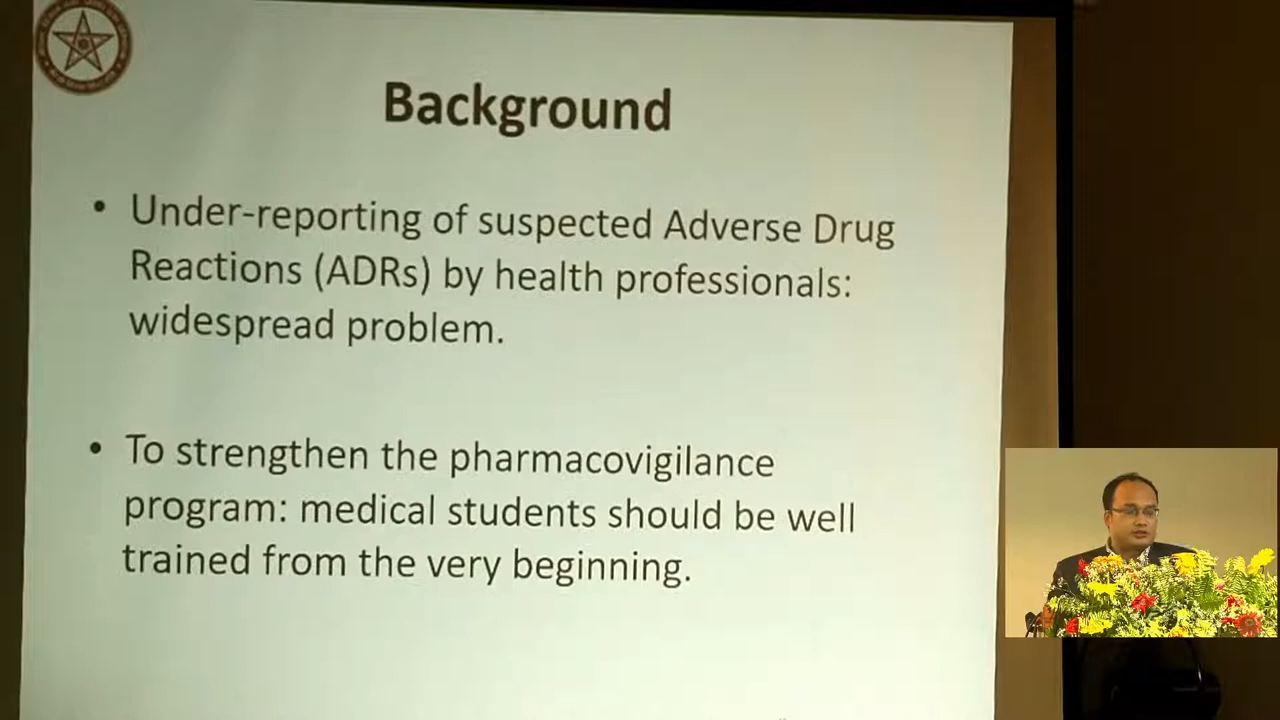 Background
• Under-reporting of suspected Adverse Drug
Reactions (ADRs) by health professionals:
widespread problem.
• To strengthen the pharmacovigilance
program: medical students should be well
trained from the very beginning.